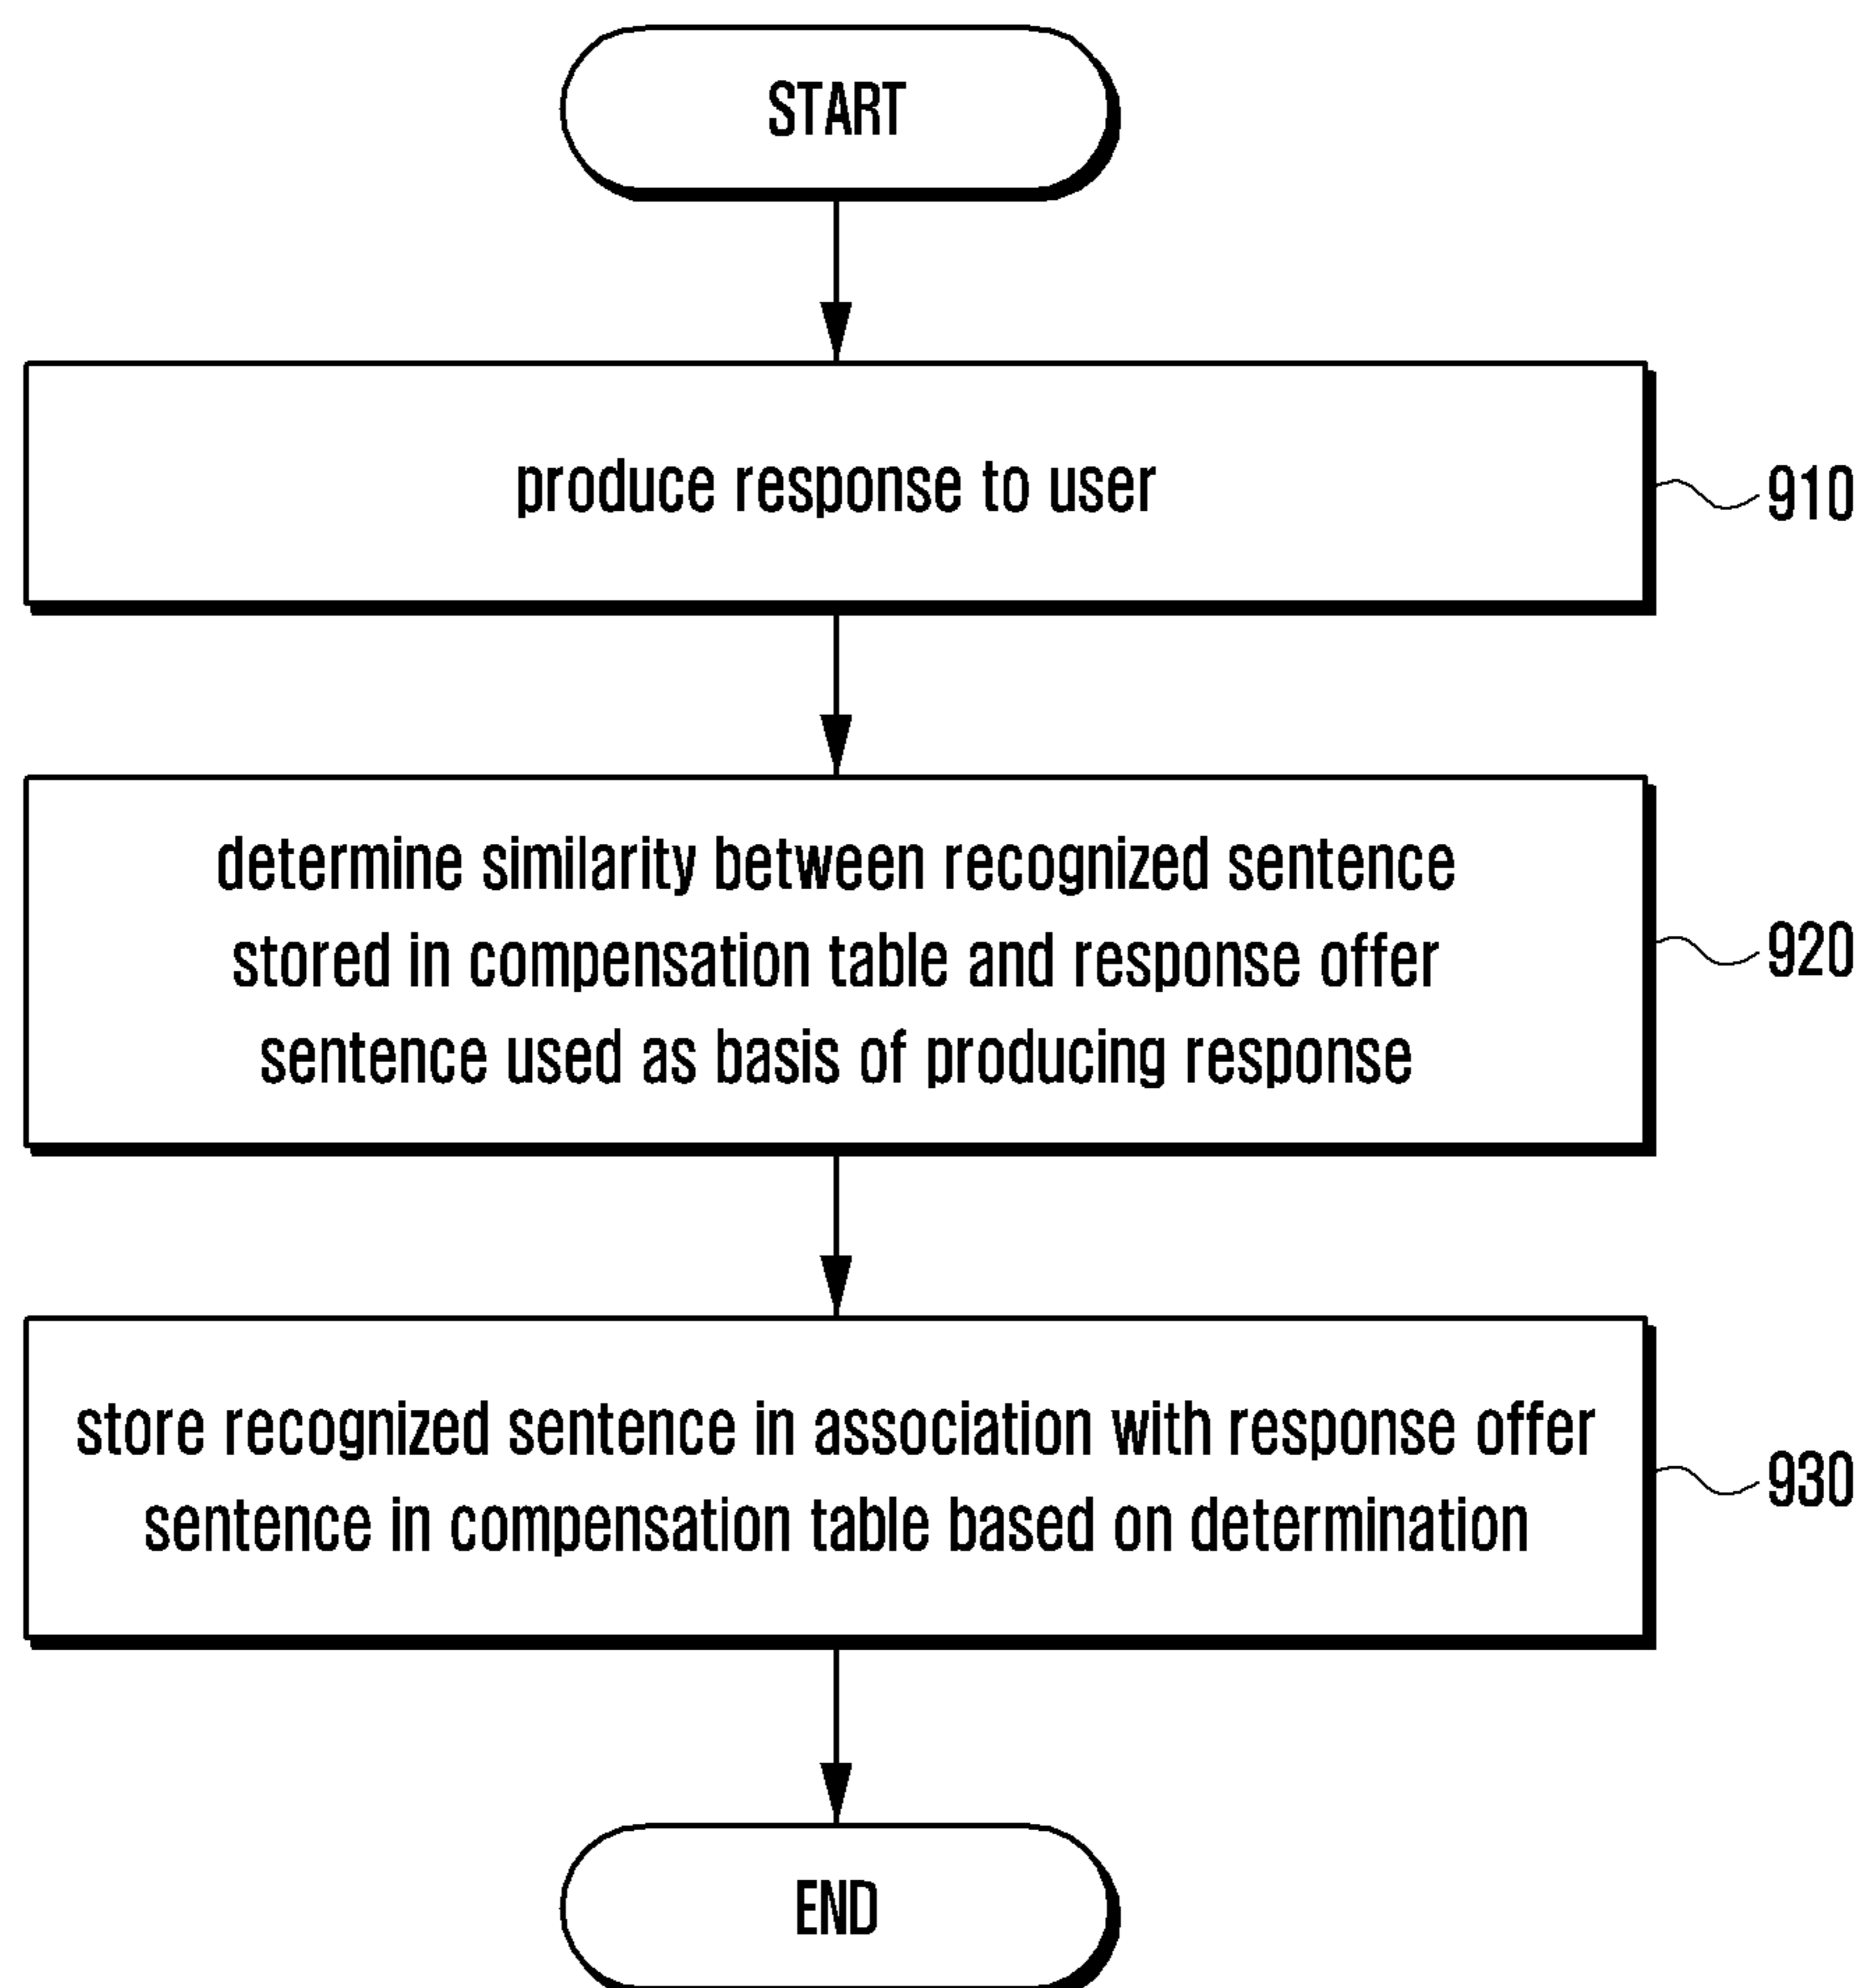 START
produce response to user
910
determine similarity between recognized sentence
stored in compensation table and response offer
sentence used as basis of producing response
920
store recognized sentence in association with response offer
sentence in compensation table based on determination
930
END